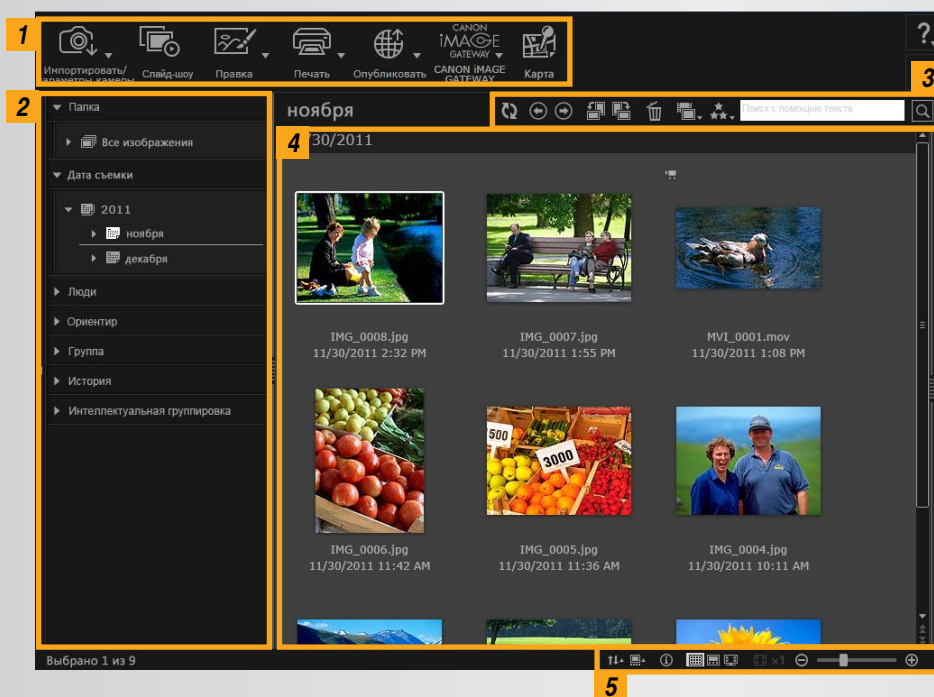 1
CANON
iMAGE
GATEWAY
Импортировать/
параметры камеры
Слайд-шоу
Правка
Печать
Опубликовать
CANON iMAGE
GATEWAY
Карта
?
2
Папка
Все изображения
Дата съемки
2011
ноября
декабря
Люди
Ориентир
Группа
История
Интеллектуальная группировка
3
ноября
Поиск с помощью текста
4
/30/2011
IMG_0008.jpg
11/30/2011 2:32 PM
IMG_0007.jpg
11/30/2011 1:55 PM
MVI_0001.mov
11/30/2011 1:08 PM
500
3000
IMG_0006.jpg
11/30/2011 11:42 AM
IMG_0005.jpg
11/30/2011 11:36 AM
IMG_0004.jpg
11/30/2011 10:11 AM
Выбрано 1 из 9
x1
5